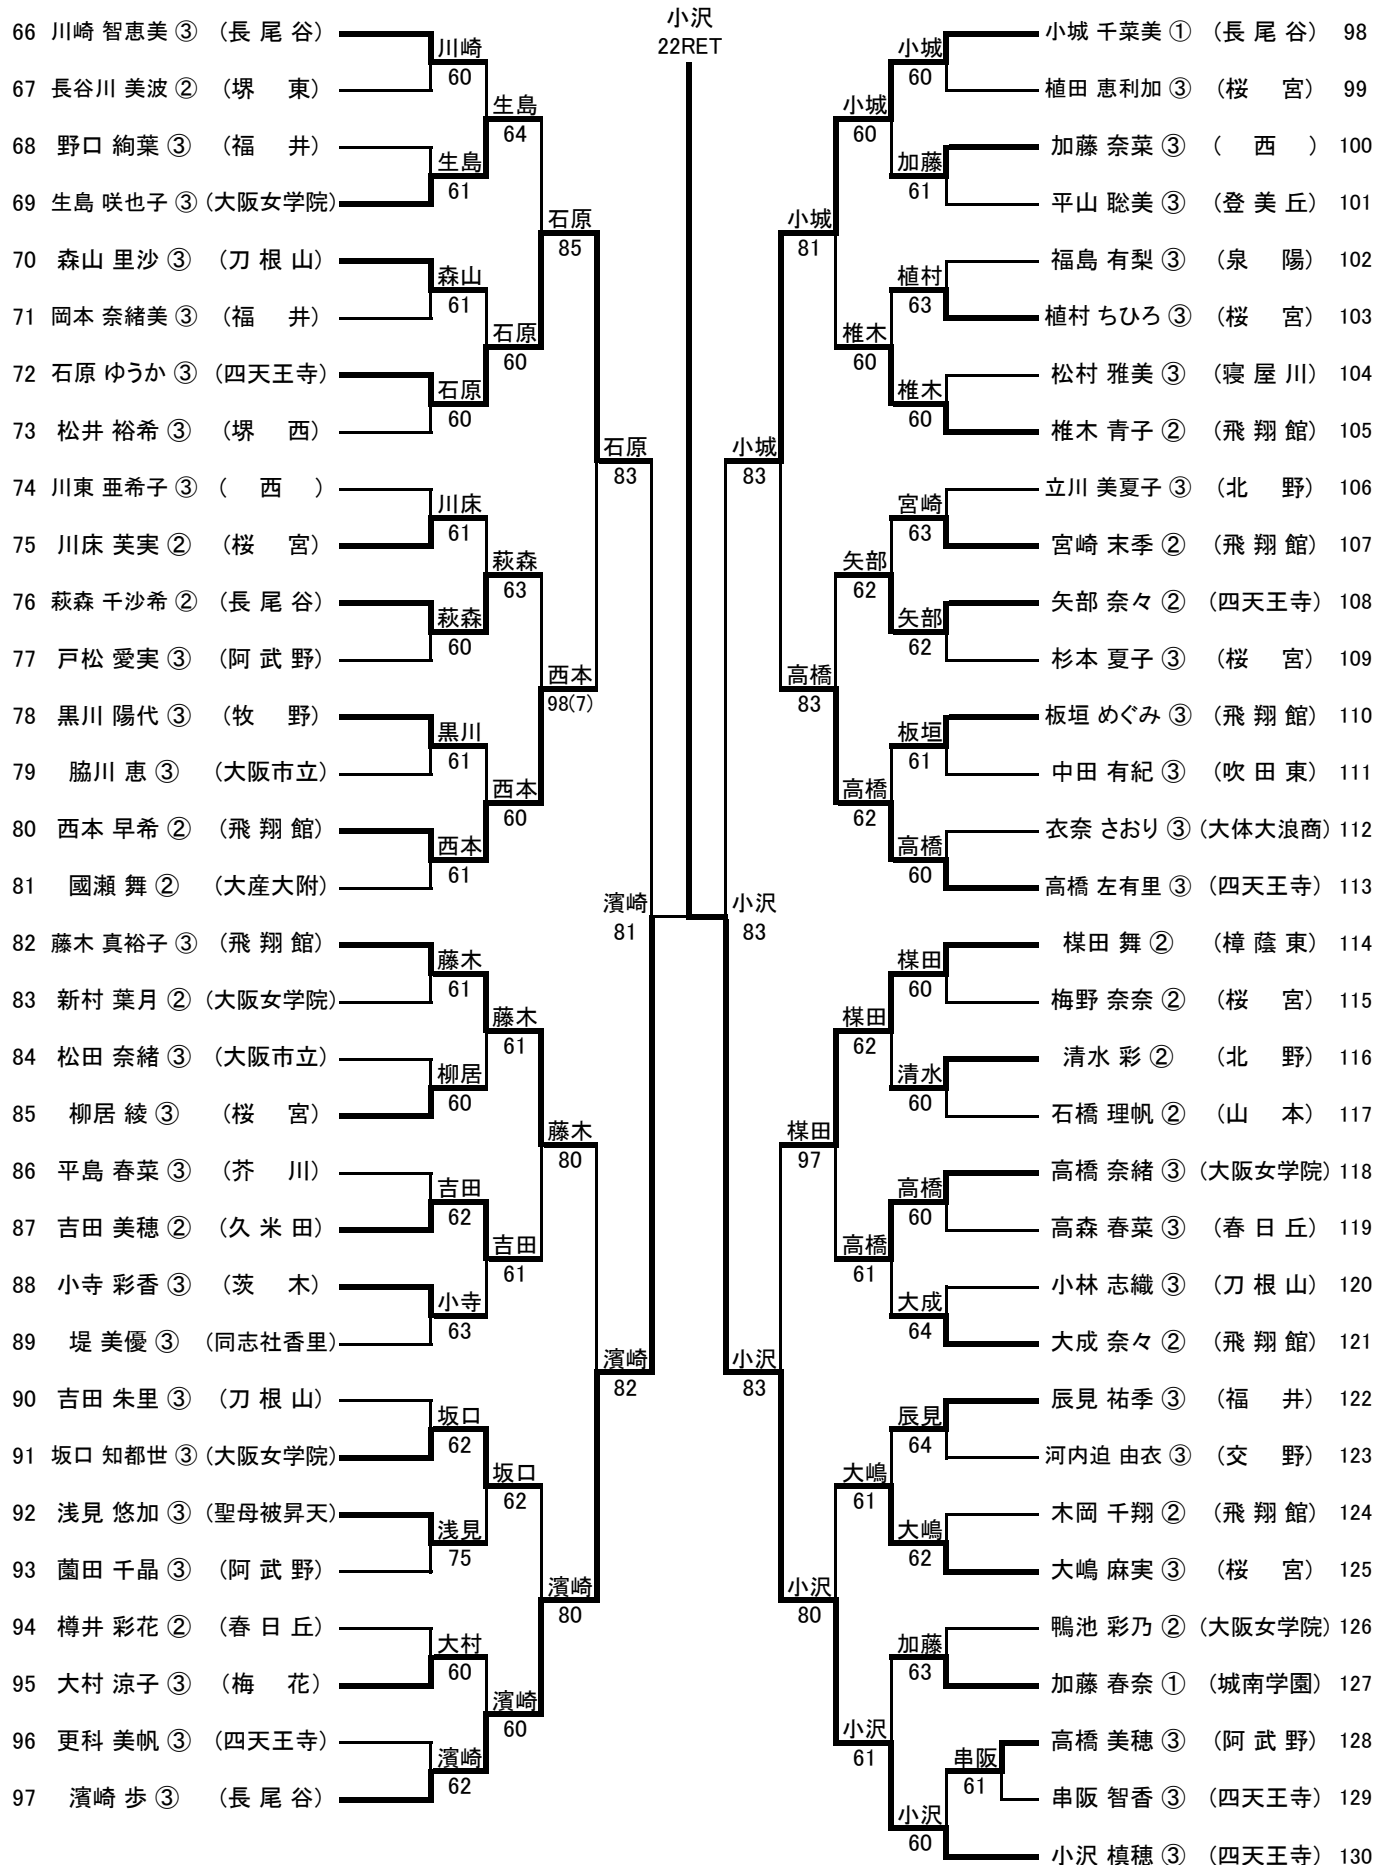 小沢
22RET
66 川崎 智恵美 ③ (長 尾 谷)
67 長谷川 美波 ② (堺 東)
68 野口 絢葉 ③ (福 井)
69 生島 咲也子 ③ (大阪女学院)
70 森山 里沙 ③ (刀 根 山)
71 岡本 奈緒美 ③ (福 井)
72 石原 ゆうか ③ (四天王寺)
73 松井 裕希 ③ (堺 西)
74 川東 亜希子 ③ ( 西 )
75 川床 芙実 ② (桜 宮)
76 萩森 千沙希 ② (長 尾 谷)
77 戸松 愛実 ③ (阿 武 野)
78 黒川 陽代 ③ (牧 野)
79 脇川 恵 ③ (大阪市立)
80 西本 早希 ② (飛 翔 館)
81 國瀬 舞 ② (大産大附)
82 藤木 真裕子 ③ (飛 翔 館)
83 新村 葉月 ② (大阪女学院)
84 松田 奈緒 ③ (大阪市立)
85 柳居 綾 ③ (桜 宮)
86 平島 春菜 ③ (芥 川)
87 吉田 美穂 ② (久 米 田)
88 小寺 彩香 ③ (茨 木)
89 堤 美優 ③ (同志社香里)
90 吉田 朱里 ③ (刀 根 山)
91 坂口 知都世 ③ (大阪女学院)
92 浅見 悠加 ③ (聖母被昇天)
93 薗田 千晶 ③ (阿 武 野)
94 樽井 彩花 ② (春 日 丘)
95 大村 涼子 ③ (梅 花)
96 更科 美帆 ③ (四天王寺)
97 濱崎 歩 ③ (長 尾 谷)
川崎
60
生島
61
森山
61
石原
60
川床
61
萩森
60
黒川
61
西本
61
藤木
61
柳居
60
吉田
62
小寺
63
坂口
62
浅見
75
大村
60
濱崎
62
生島
64
石原
60
萩森
63
西本
60
藤木
61
吉田
61
坂口
62
濱崎
60
石原
85
西本
98(7)
藤木
80
濱崎
80
石原
83
濱崎
82
濱崎
81
小沢
83
小城
83
小沢
83
小城
81
高橋
83
楳田
97
小沢
80
小城
60
椎木
60
矢部
62
高橋
62
楳田
62
高橋
61
大嶋
61
小沢
61
小城
60
加藤
61
植村
63
椎木
60
宮崎
63
矢部
62
板垣
61
高橋
60
楳田
60
清水
60
高橋
60
大成
64
辰見
64
大嶋
62
加藤
63
小沢
60
串阪
61
小城 千菜美 ① (長 尾 谷) 98
植田 恵利加 ③ (桜 宮) 99
加藤 奈菜 ③ ( 西 ) 100
平山 聡美 ③ (登 美 丘) 101
福島 有梨 ③ (泉 陽) 102
植村 ちひろ ③ (桜 宮) 103
松村 雅美 ③ (寝 屋 川) 104
椎木 青子 ② (飛 翔 館) 105
立川 美夏子 ③ (北 野) 106
宮崎 末季 ② (飛 翔 館) 107
矢部 奈々 ② (四天王寺) 108
杉本 夏子 ③ (桜 宮) 109
板垣 めぐみ ③ (飛 翔 館) 110
中田 有紀 ③ (吹 田 東) 111
衣奈 さおり ③ (大体大浪商) 112
高橋 左有里 ③ (四天王寺) 113
楳田 舞 ② (樟 蔭 東) 114
梅野 奈奈 ② (桜 宮) 115
清水 彩 ② (北 野) 116
石橋 理帆 ② (山 本) 117
高橋 奈緒 ③ (大阪女学院) 118
高森 春菜 ③ (春 日 丘) 119
小林 志織 ③ (刀 根 山) 120
大成 奈々 ② (飛 翔 館) 121
辰見 祐季 ③ (福 井) 122
河内迫 由衣 ③ (交 野) 123
木岡 千翔 ② (飛 翔 館) 124
大嶋 麻実 ③ (桜 宮) 125
鴨池 彩乃 ② (大阪女学院) 126
加藤 春奈 ① (城南学園) 127
高橋 美穂 ③ (阿 武 野) 128
串阪 智香 ③ (四天王寺) 129
小沢 槙穂 ③ (四天王寺) 130